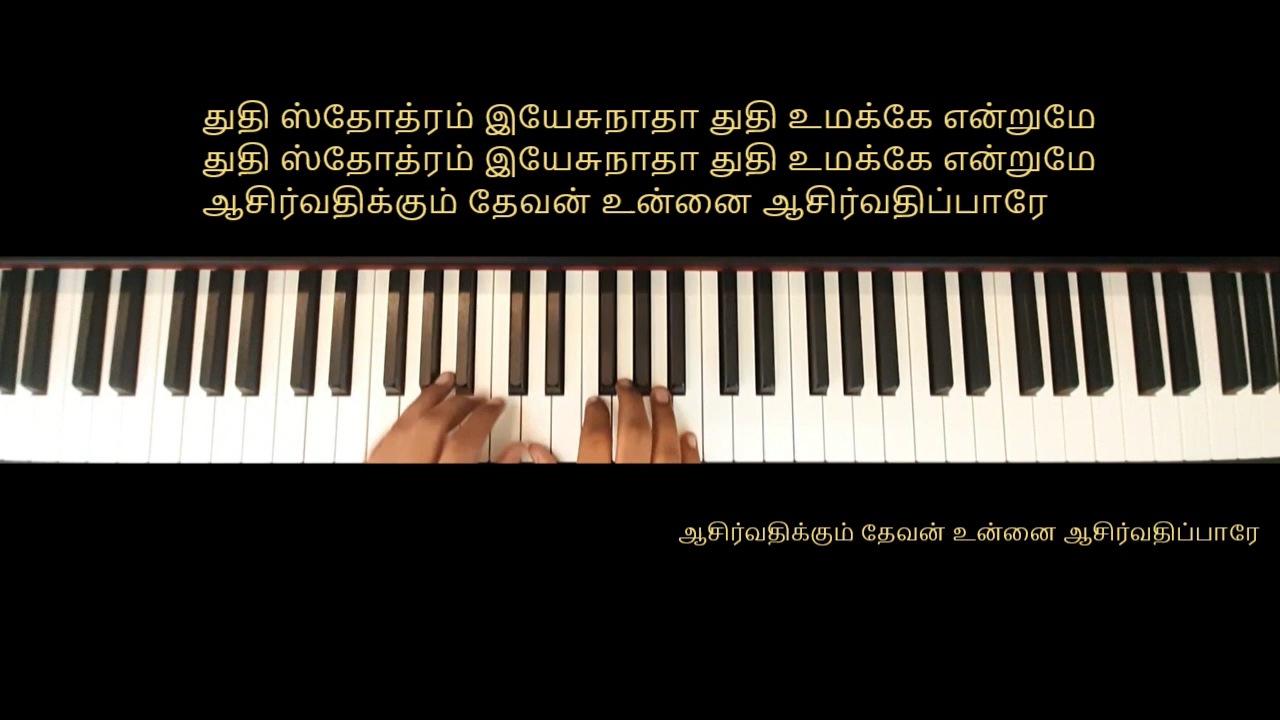 துதி ஸ்தோத்ரம் இயேசுநாதா துதி உமக்கே என்றுமே
துதி ஸ்தோத்ரம் இயேசுநாதா துதி உமக்கே என்றுமே
ஆசிர்வதிக்கும் தேவன் உன்னை ஆசிர்வதிப்பாரே
ஆசிர்வதிக்கும் தேவன் உன்னை ஆசிர்வதிப்பாரே